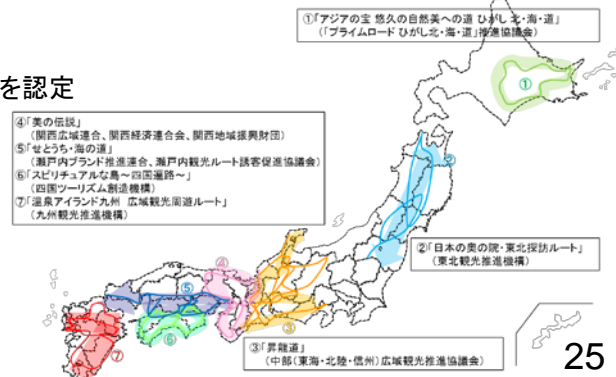 ①「アジアの宝 悠久の自然美への道 ひがし 北・海・道」
(「プライムロード ひがし北・海・道」推進協議会)
を認定
④「美の伝説」
(関西広域連合、関西経済連合会、関西地域振興財団)
⑤「せとうち・海の道」
(瀬戸内ブランド推進連合、瀬戸内観光ルート誘客促進協議会)
⑥「スピリチュアルな島~四国遍路~」
(四国ツーリズム創造機構)
⑦「温泉アイランド九州 広域観光周遊ルート」
(九州観光推進機構)
①
②
②「日本の奥の院・東北探訪ルート」
(東北観光推進機構)
④
⑤
⑥
③
⑦
③「昇龍道」
(中部(東海・北陸・信州)広域観光推進協議会)
25